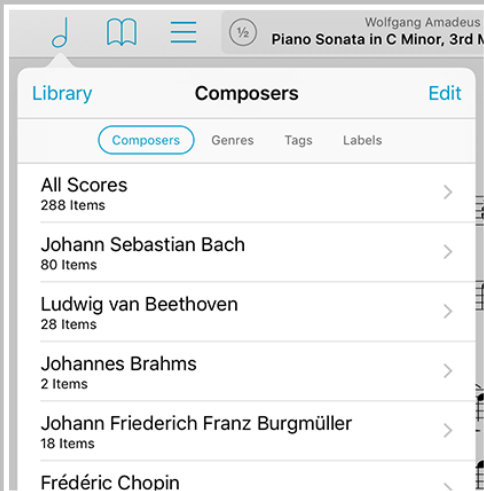 ½
Wolfgang Amadeus
Piano Sonata in C Minor, 3rd
Library
Composers
Edit
Composers Genres Tags Labels
All Scores
288 Items
Johann Sebastian Bach
80 Items
Ludwig van Beethoven
28 Items
Johannes Brahms
2 Items
Johann Friederich Franz Burgmüller
18 Items
Frédéric Chopin